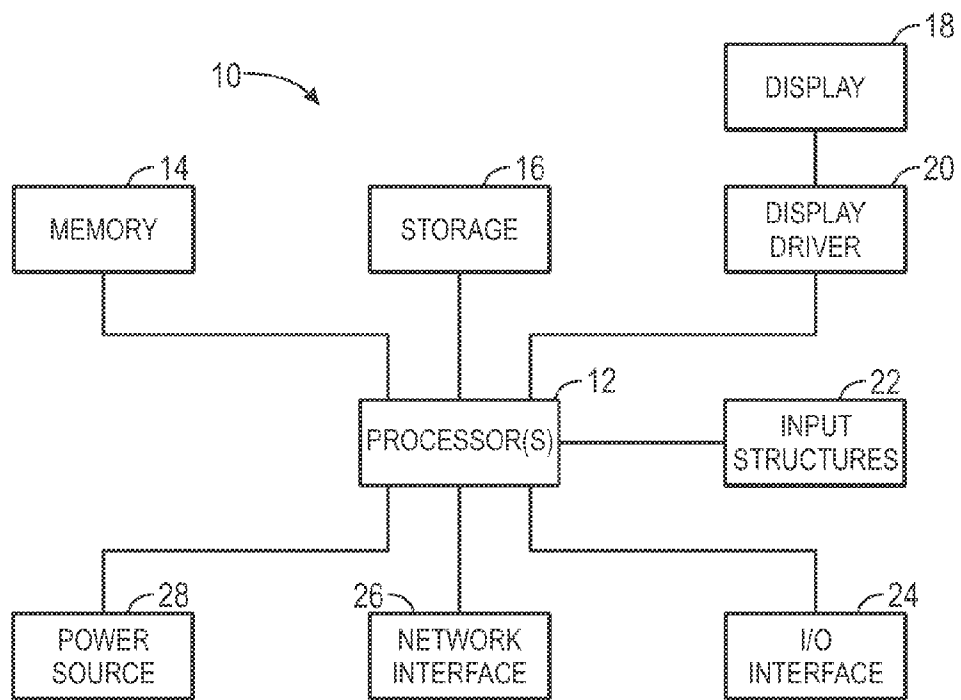 18
10
DISPLAY
14
16
20
MEMORY
STORAGE
DISPLAY
DRIVER
12
22
PROCESSOR(S)
INPUT
STRUCTURES
28
26
24
POWER
SOURCE
NETWORK
INTERFACE
I/O
INTERFACE